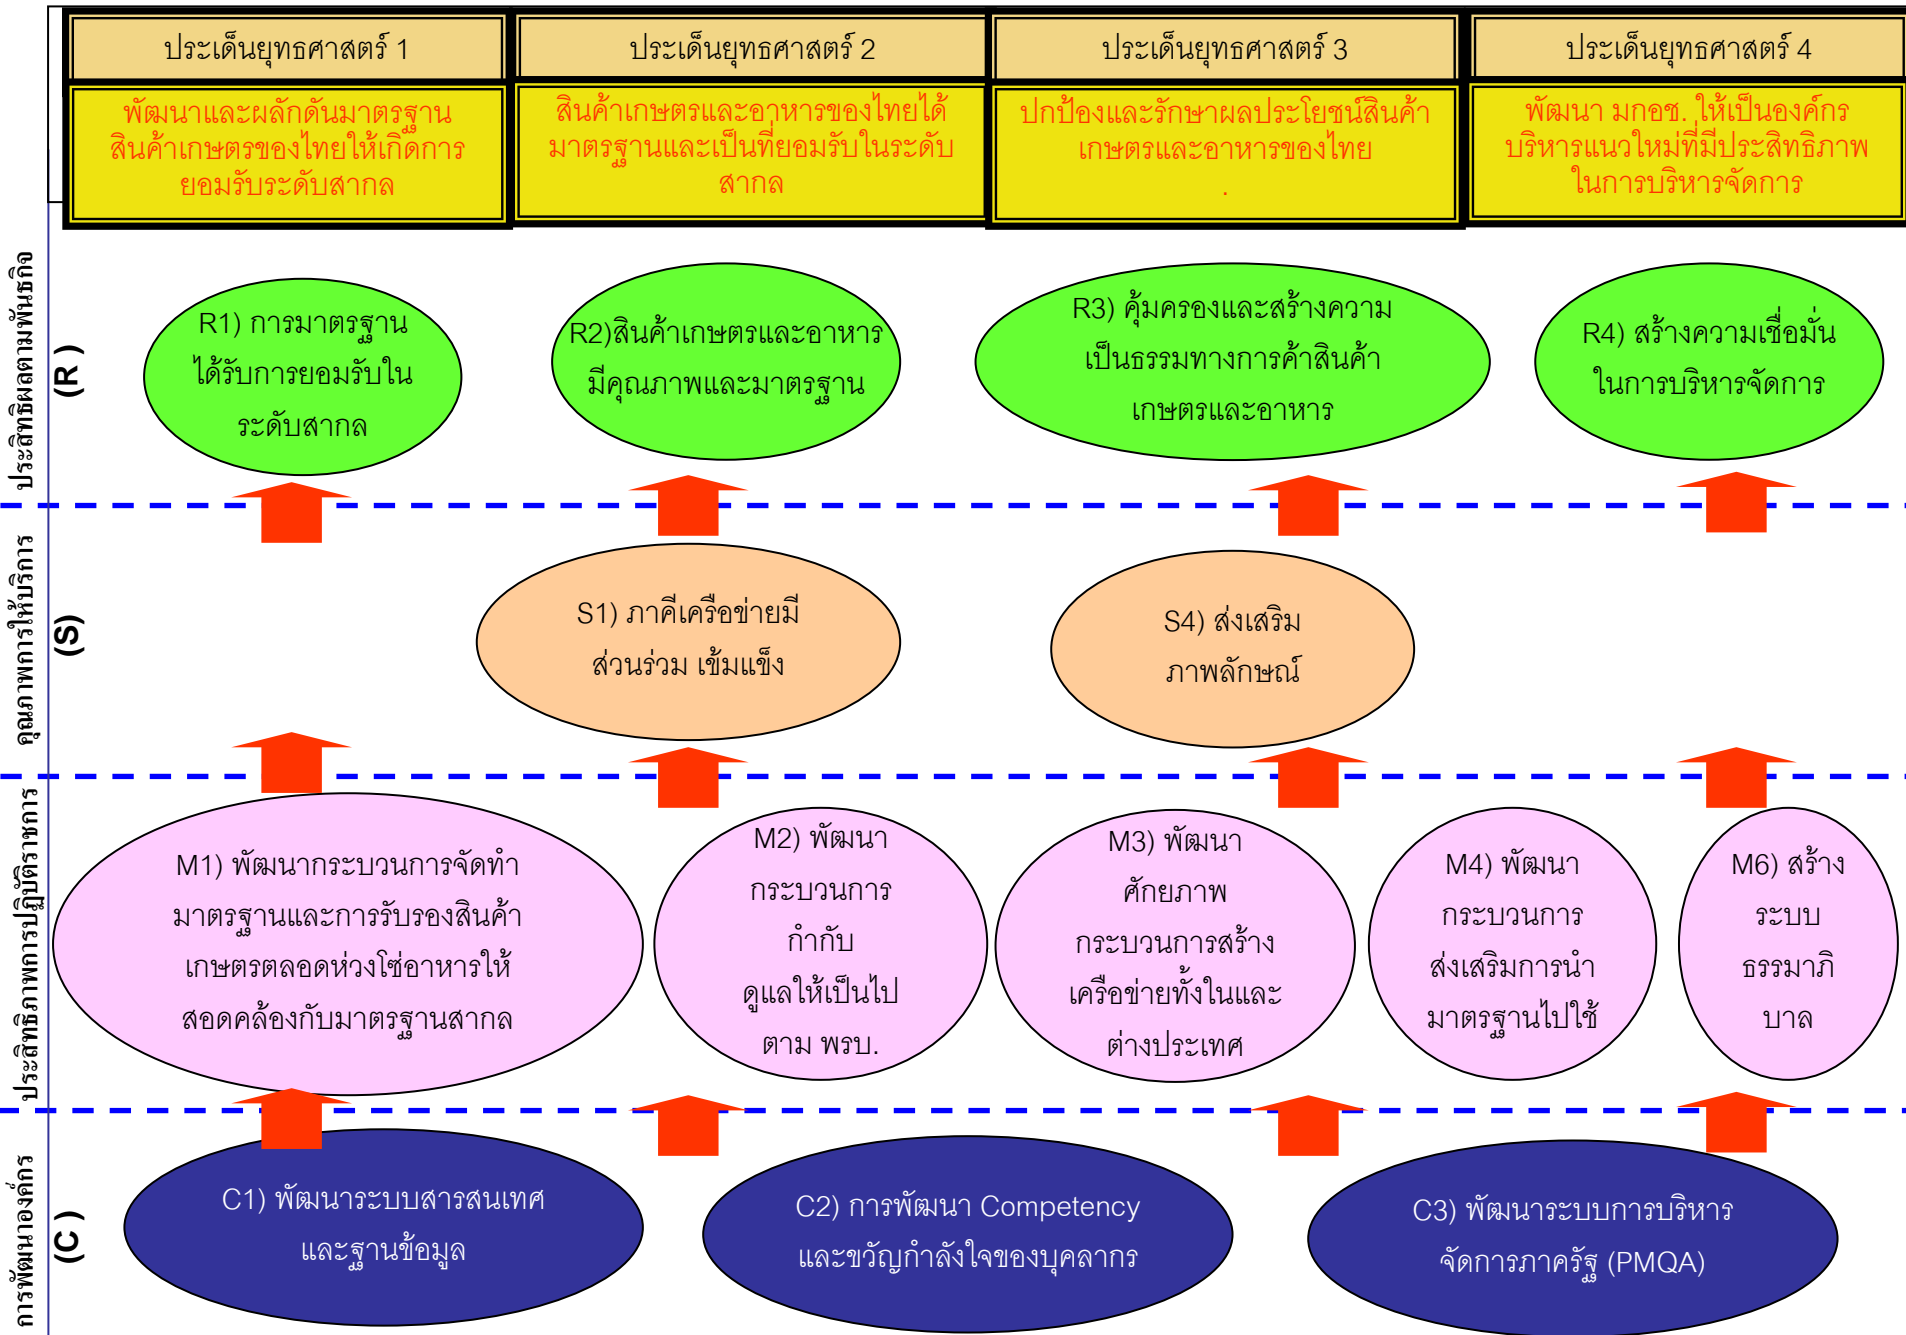 ประเด็นยุทธศาสตร์ 1
ประเด็นยุทธศาสตร์ 2
ประเด็นยุทธศาสตร์ 3
ประเด็นยุทธศาสตร์ 4
พัฒนาและผลักดันมาตรฐาน
สินค้าเกษตรของไทยให้เกิดการ
ยอมรับระดับสากล
สินค้าเกษตรและอาหารของไทยได้
มาตรฐานและเป็นที่ยอมรับในระดับ
สากล
ปกป้องและรักษาผลประโยชน์สินค้า
เกษตรและอาหารของไทย
.
พัฒนา มกอช. ให้เป็นองค์กร
บริหารแนวใหม่ที่มีประสิทธิภาพ
ในการบริหารจัดการ
ประสิทธิผลตามพันธกิจ
(R )
R1) การมาตรฐาน
ได้รับการยอมรับใน
ระดับสากล
R2)สินค้าเกษตรและอาหาร
มีคุณภาพและมาตรฐาน
R3) คุ้มครองและสร้างความ
เป็นธรรมทางการค้าสินค้า
เกษตรและอาหาร
R4) สร้างความเชื่อมั่น
ในการบริหารจัดการ
คุณภาพการให้บริการ
(S)
S1) ภาคีเครือข่ายมี
ส่วนร่วม เข้มแข็ง
S4) ส่งเสริม
ภาพลักษณ์
ประสิทธิภาพการปฏิบัติราชการ
M1) พัฒนากระบวนการจัดทำ
มาตรฐานและการรับรองสินค้า
เกษตรตลอดห่วงโซ่อาหารให้
สอดคล้องกับมาตรฐานสากล
M2) พัฒนา
กระบวนการ
กำกับ
ดูแลให้เป็นไป
ตาม พรบ.
M3) พัฒนา
ศักยภาพ
กระบวนการสร้าง
เครือข่ายทั้งในและ
ต่างประเทศ
M4) พัฒนา
กระบวนการ
ส่งเสริมการนำ
มาตรฐานไปใช้
M6) สร้าง
ระบบ
ธรรมาภิ
บาล
การพัฒนาองค์กร
(C )
C1) พัฒนาระบบสารสนเทศ
และฐานข้อมูล
C2) การพัฒนา Competency
และขวัญกำลังใจของบุคลากร
C3) พัฒนาระบบการบริหาร
จัดการภาครัฐ (PMQA)